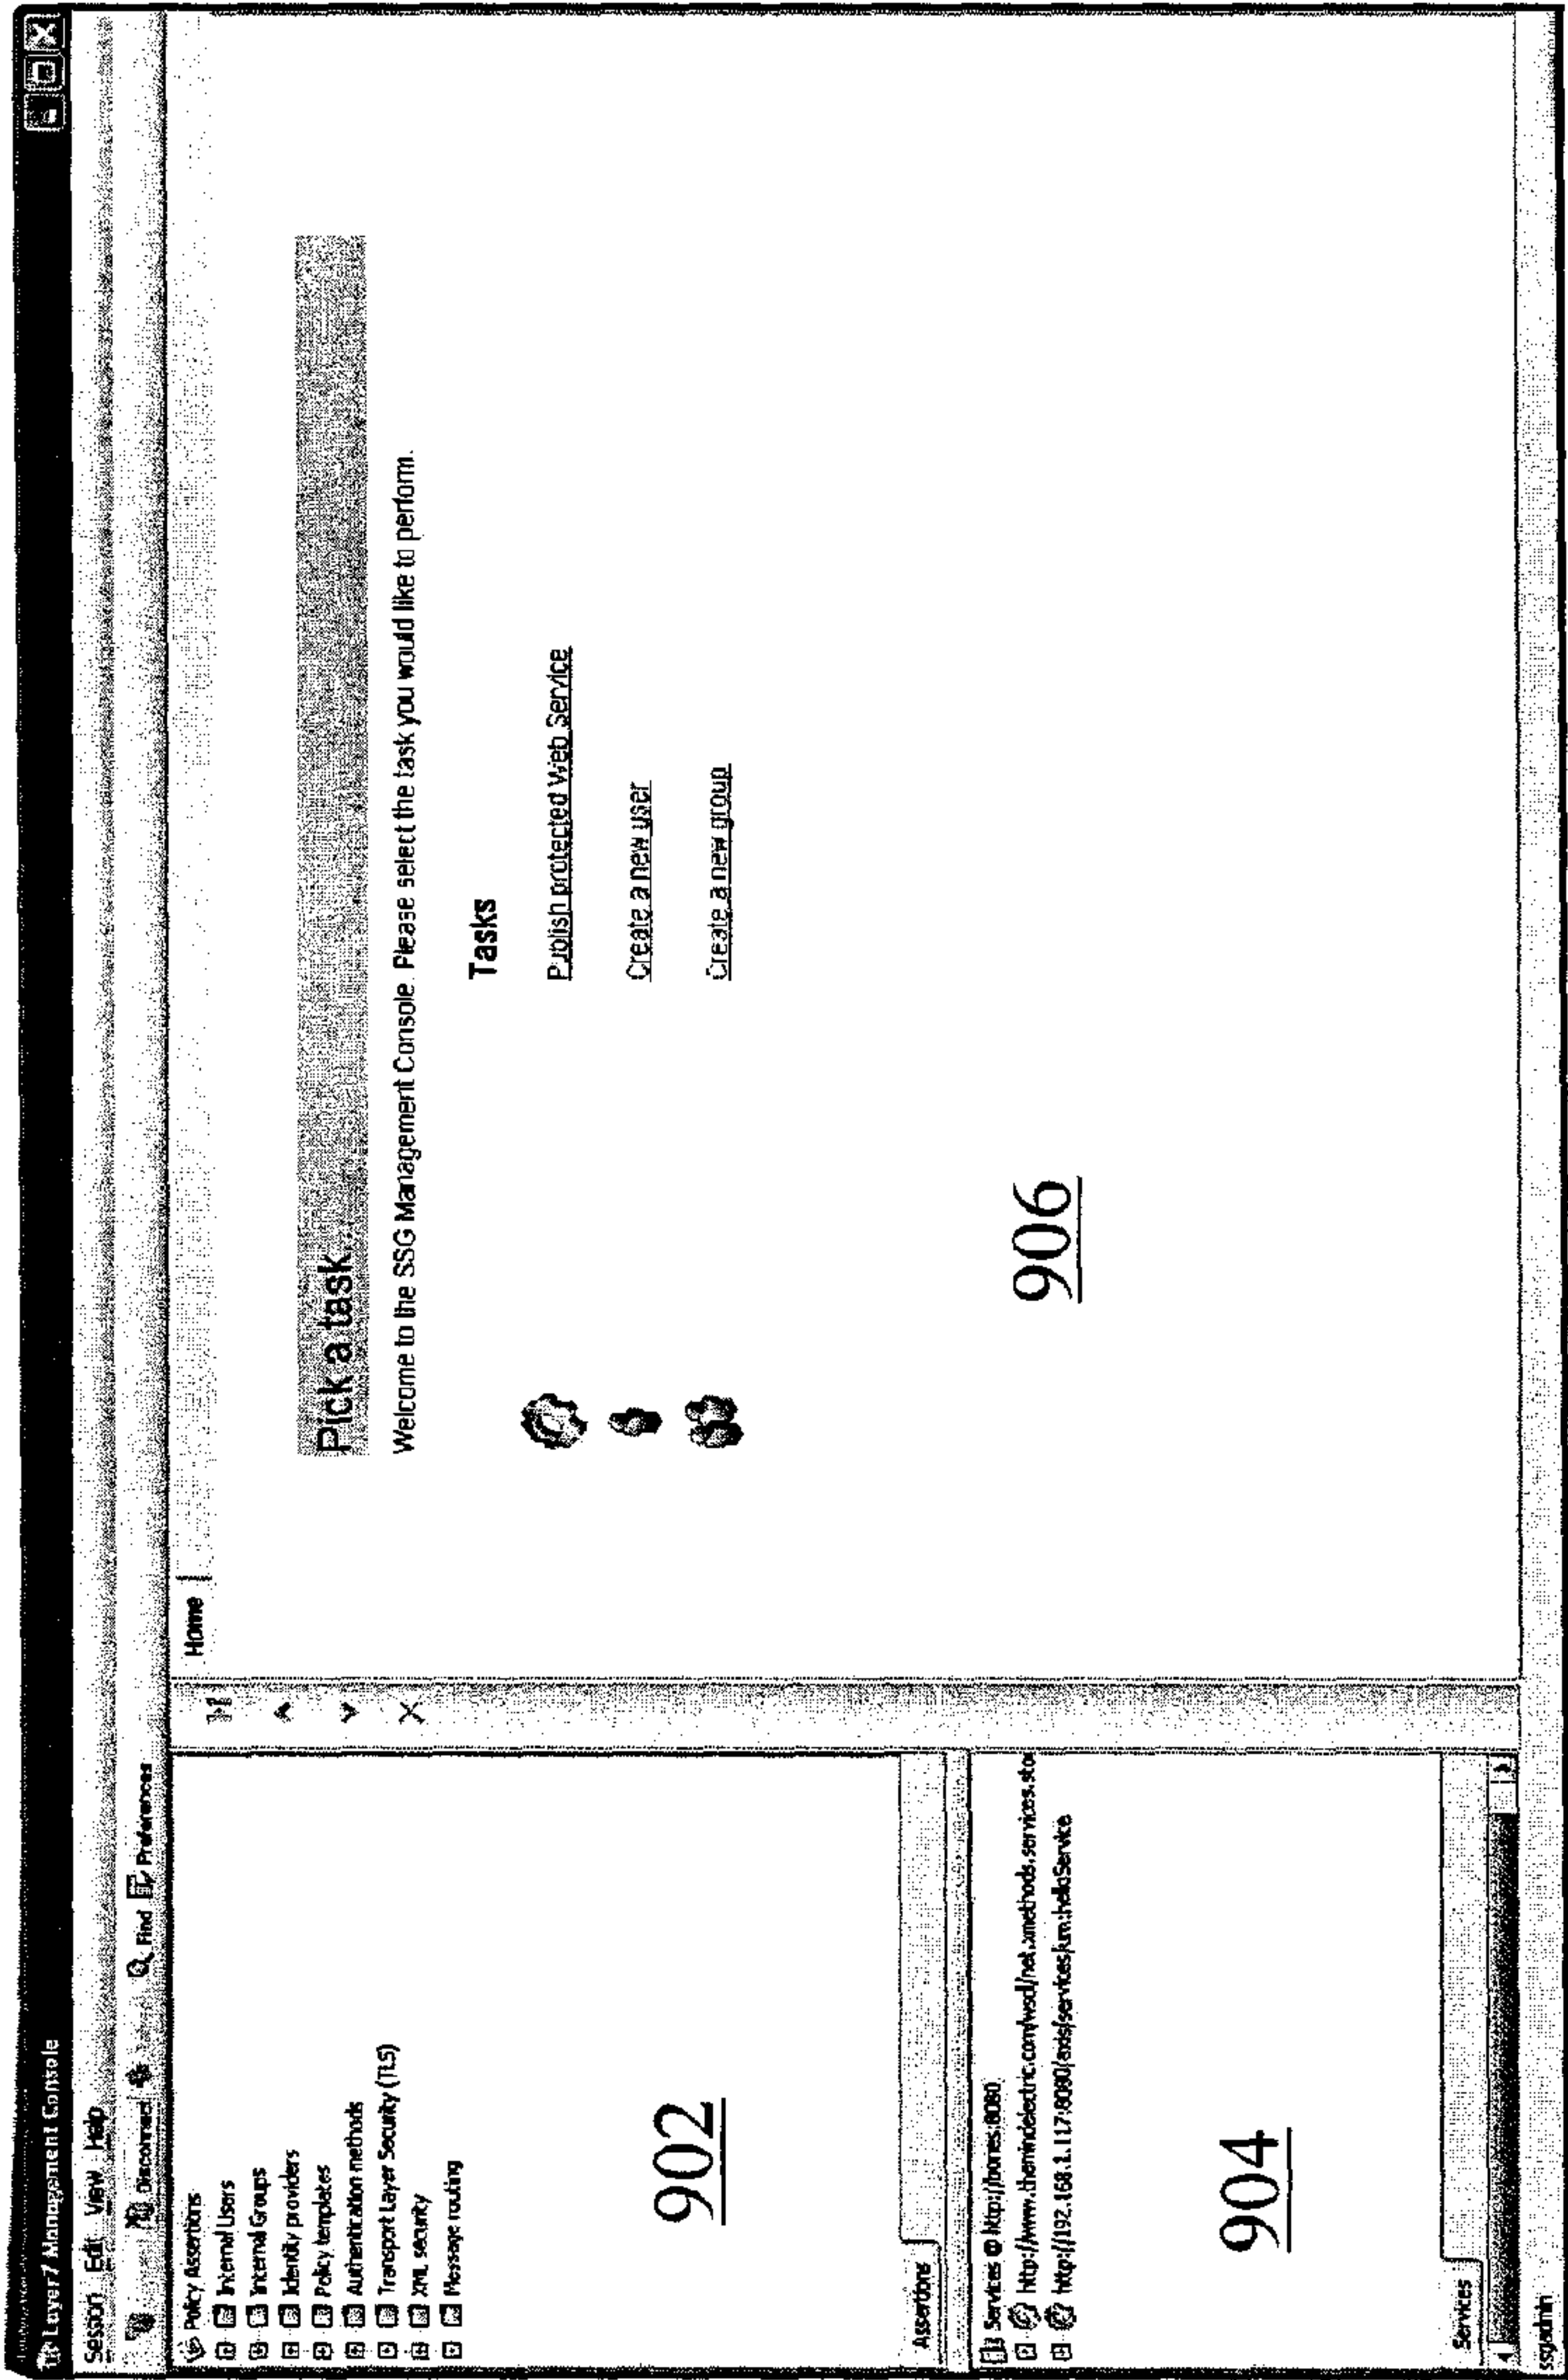 Layer7 Management Console
Session Edit View Help
Disconnect Find Preferences
Policy Assertions
Internal Users
Internal Groups
Identity providers
Policy templates
Authentication methods
Transport Layer Security (TLS)
XML security
Message routing
902
Assertions
Services @ http://bones:8080
http://www.themindelectric.com/wsdl/net.xmethods.services.sto
http://192.168.1.117:8080/axis/services/urn:helloService
904
Services
ssgadmin
Home
Pick a task...
Welcome to the SSG Management Console. Please select the task you would like to perform.
Tasks
Publish protected Web Service
Create a new user
Create a new group
906